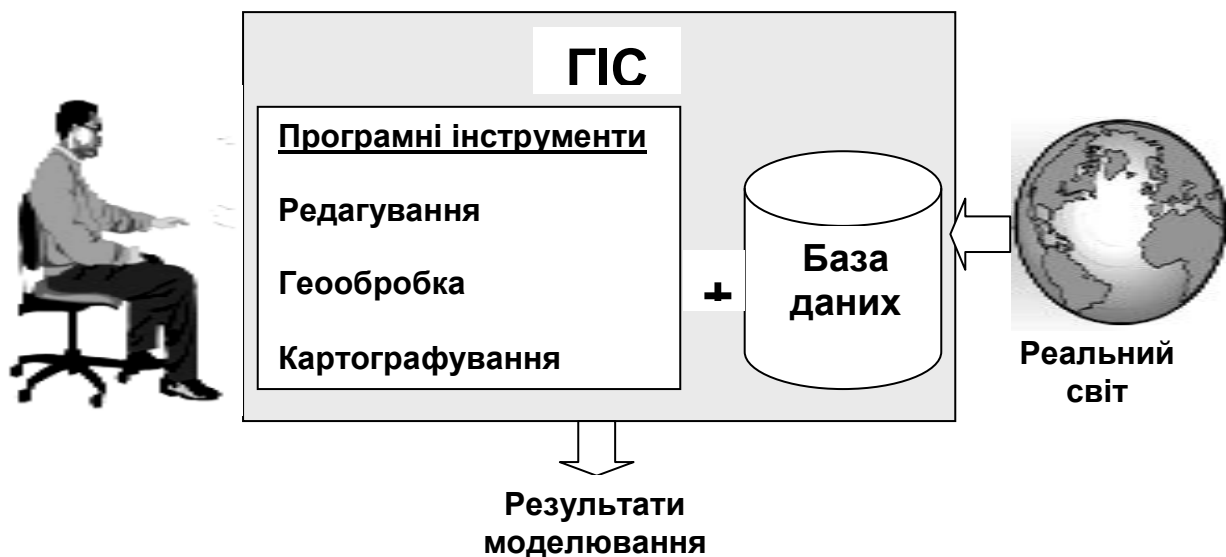 ГІС
Програмні інструменти
Редагування
Геообробка
Картографування
+
База
даних
Реальний
світ
Результати
моделювання